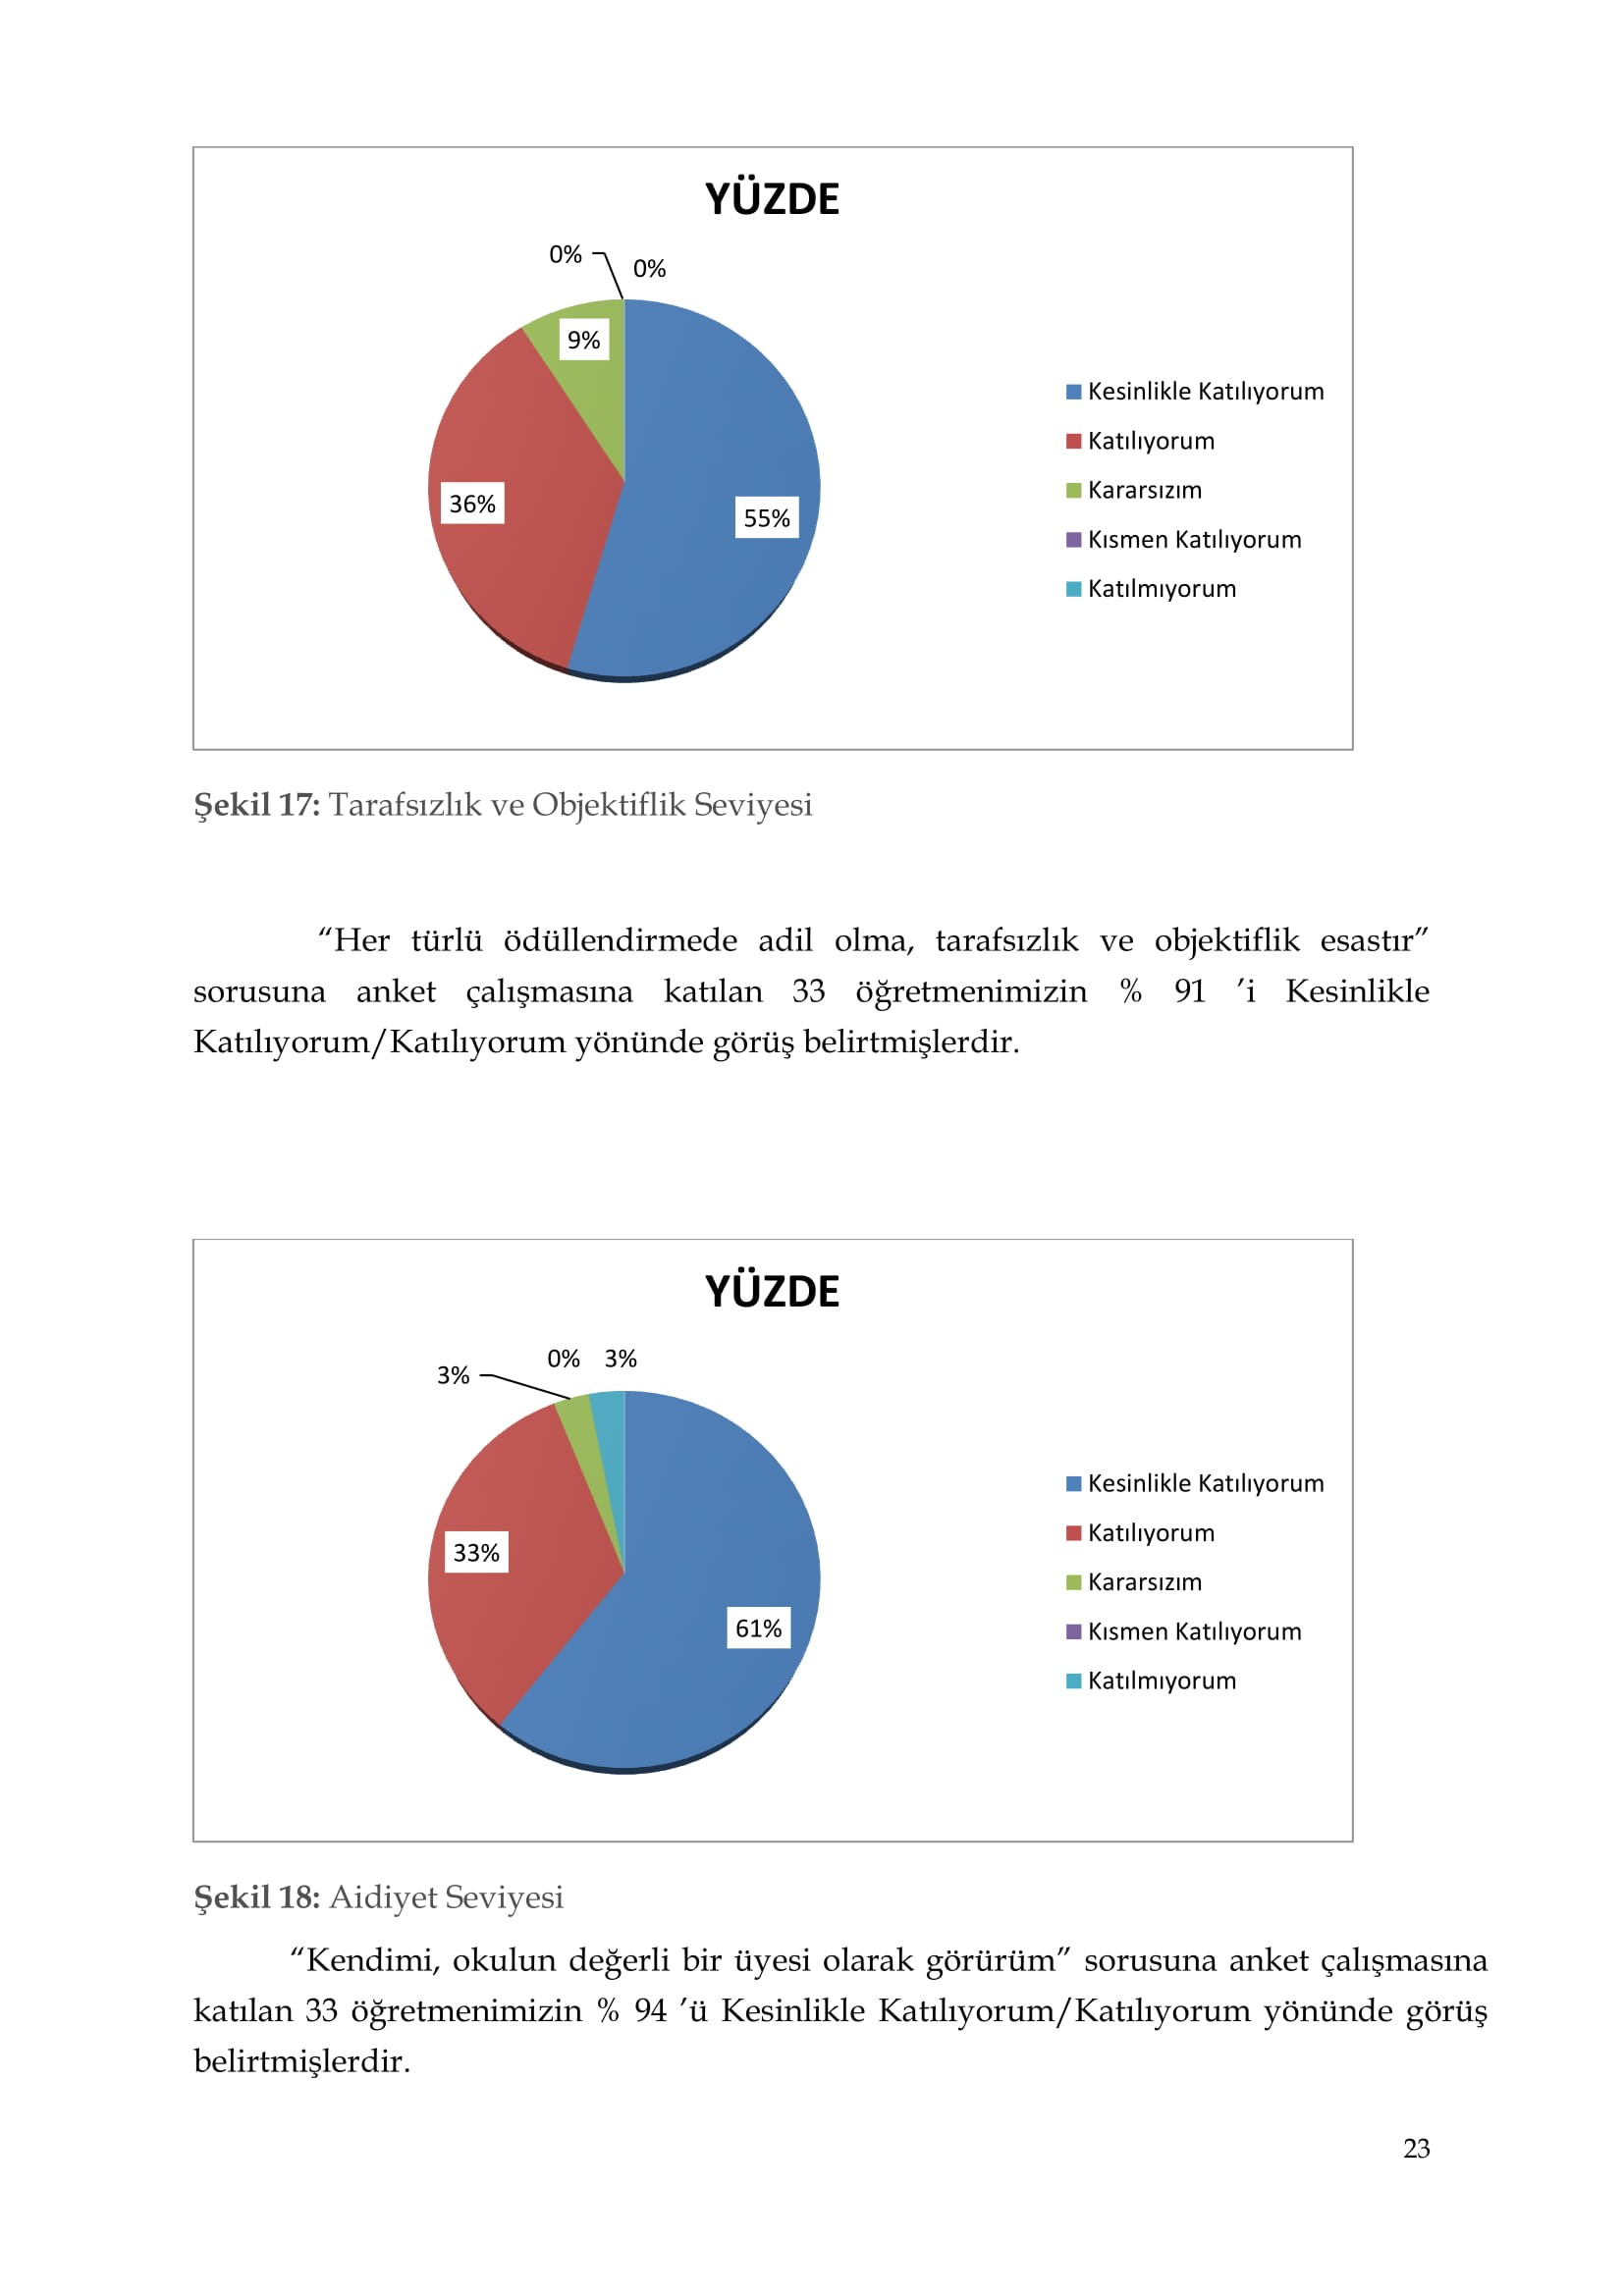 YÜZDE
0%
0%
9%
36%
55%
Kesinlikle Katılıyorum
Katılıyorum
Kararsızım
Kısmen Katılıyorum
Katılmıyorum
Şekil 17: Tarafsızlık ve Objektiflik Seviyesi
“Her türlü ödüllendirmede adil olma, tarafsızlık ve objektiflik esastır”
sorusuna anket çalışmasına katılan 33 öğretmenimizin % 91 ’i Kesinlikle
Katılıyorum/Katılıyorum yönünde görüş belirtmişlerdir.
YÜZDE
3%
0%
3%
33%
61%
Kesinlikle Katılıyorum
Katılıyorum
Kararsızım
Kısmen Katılıyorum
Katılmıyorum
Şekil 18: Aidiyet Seviyesi
“Kendimi, okulun değerli bir üyesi olarak görürüm” sorusuna anket çalışmasına
katılan 33 öğretmenimizin % 94 ’ü Kesinlikle Katılıyorum/Katılıyorum yönünde görüş
belirtmişlerdir.
23